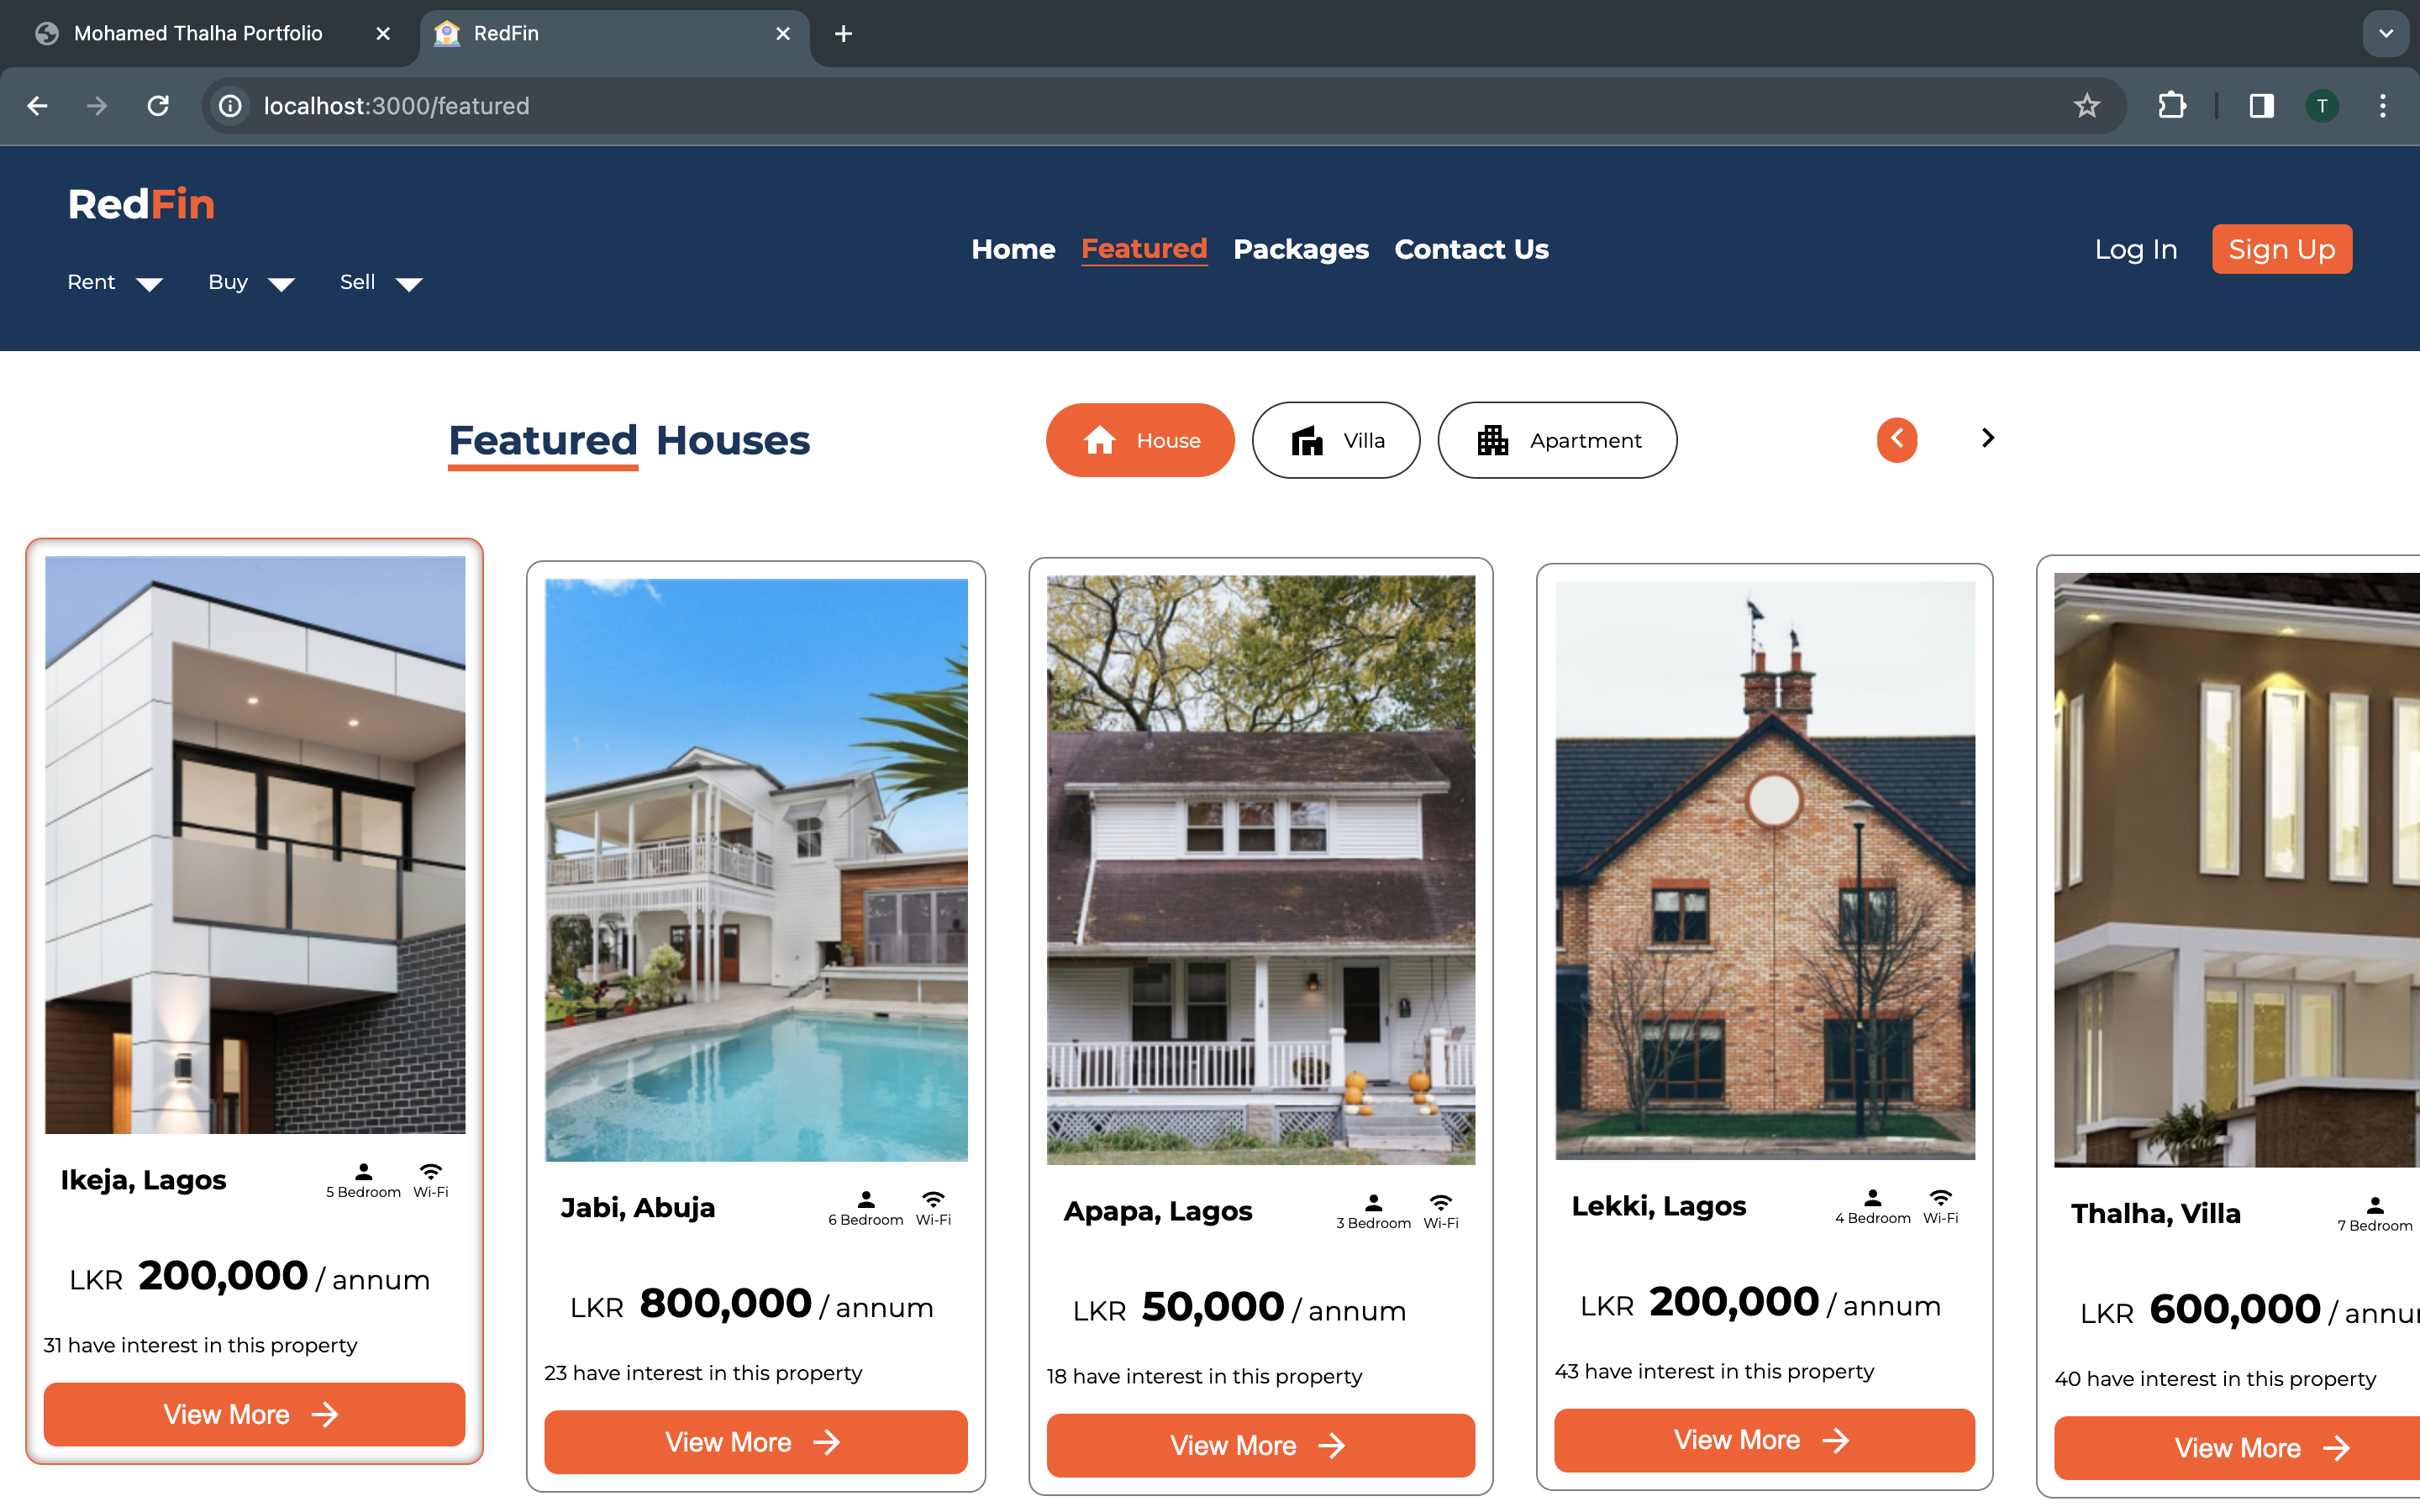 Mohamed Thalha Portfolio
RedFin
localhost:3000/featured
T
RedFin
Rent
Buy
Sell
Home
Featured
Packages
Contact Us
Log In
Sign Up
Featured Houses
House
Villa
Apartment
Ikeja, Lagos
5 Bedroom
Wi-Fi
LKR 200,000 / annum
31 have interest in this property
View More
Jabi, Abuja
6 Bedroom
Wi-Fi
LKR 800,000 / annum
23 have interest in this property
View More
Apapa, Lagos
3 Bedroom
Wi-Fi
LKR 50,000 / annum
18 have interest in this property
View More
Lekki, Lagos
4 Bedroom
Wi-Fi
LKR 200,000 / annum
43 have interest in this property
View More
Thalha, Villa
7 Bedroom
LKR 600,000 /
40 have interest in this property
View More